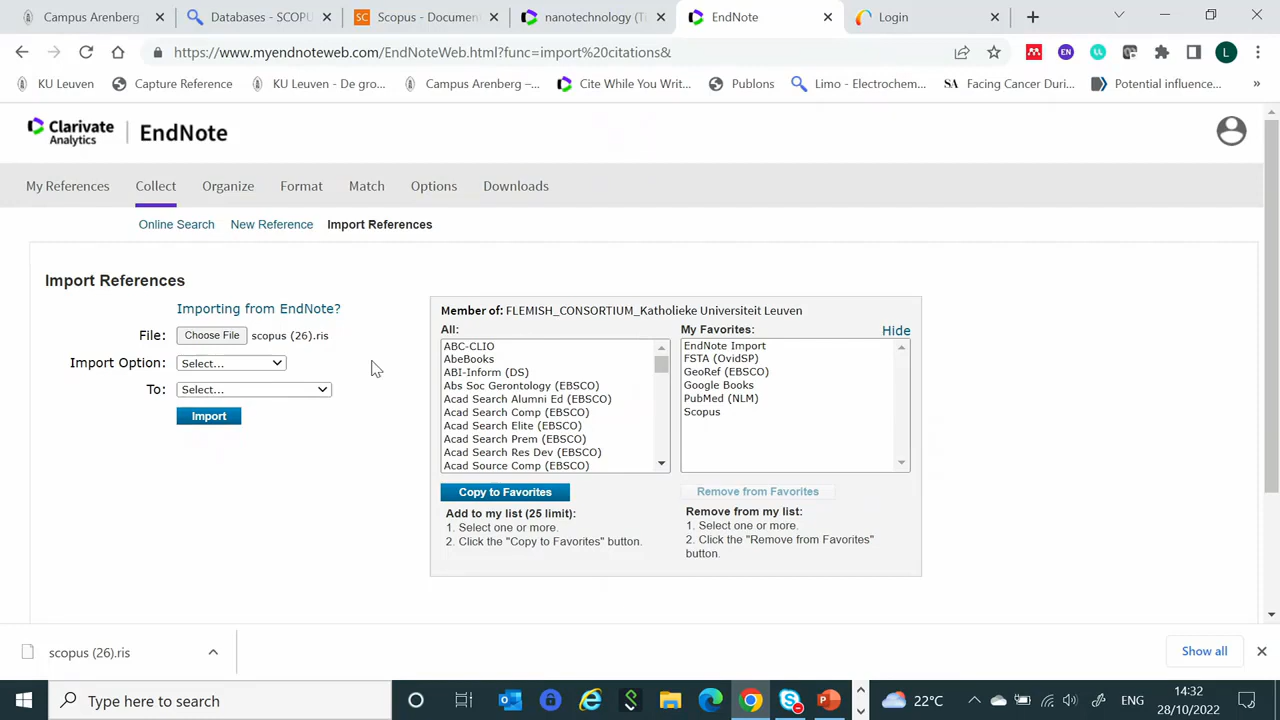 Campus Arenberg
Databases - SCOPU
Scopus - Documen
nanotechnology (T
EndNote
Login
https://www.myendnoteweb.com/EndNoteWeb.html?func=import%20citations&
L
KU Leuven
Capture Reference
KU Leuven - De gro...
Campus Arenberg –...
Cite While You Writ...
Publons
Limo - Electrochem...
Facing Cancer Duri...
Potential influence...
Clarivate Analytics
EndNote
My References
Collect
Organize
Format
Match
Options
Downloads
Online Search
New Reference
Import References
Import References
Importing from EndNote?
File:
Choose File
scopus (26).ris
Import Option:
Select...
To:
Select...
Import
Member of: FLEMISH_CONSORTIUM_Katholieke Universiteit Leuven
All:
ABC-CLIO
AbeBooks
ABI-Inform (DS)
Abs Soc Gerontology (EBSCO)
Acad Search Alumni Ed (EBSCO)
Acad Search Comp (EBSCO)
Acad Search Elite (EBSCO)
Acad Search Prem (EBSCO)
Acad Search Res Dev (EBSCO)
Acad Source Comp (EBSCO)
Copy to Favorites
Add to my list (25 limit):
1. Select one or more.
2. Click the "Copy to Favorites" button.
My Favorites:
Hide
EndNote Import
FSTA (OvidSP)
GeoRef (EBSCO)
Google Books
PubMed (NLM)
Scopus
Remove from Favorites
Remove from my list:
1. Select one or more.
2. Click the "Remove from Favorites"
button.
scopus (26).ris
Show all
Type here to search
22°C
ENG
14:32
28/10/2022